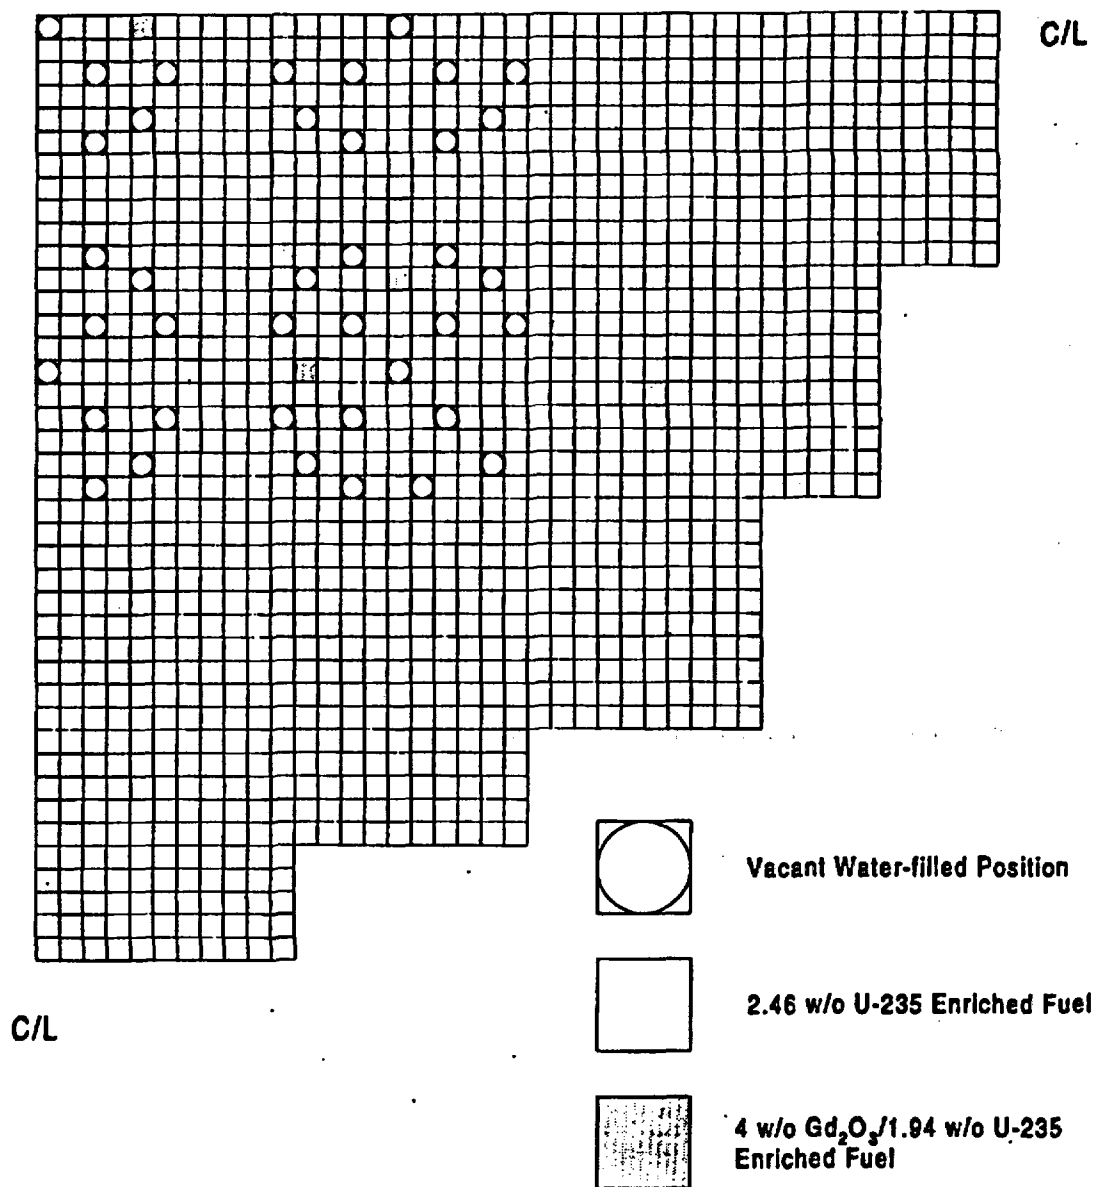 C/L
C/L
Vacant Water-filled Position
2.46 w/o U-235 Enriched Fuel
4 w/o Gd₂O₃/1.94 w/o U-235
Enriched Fuel